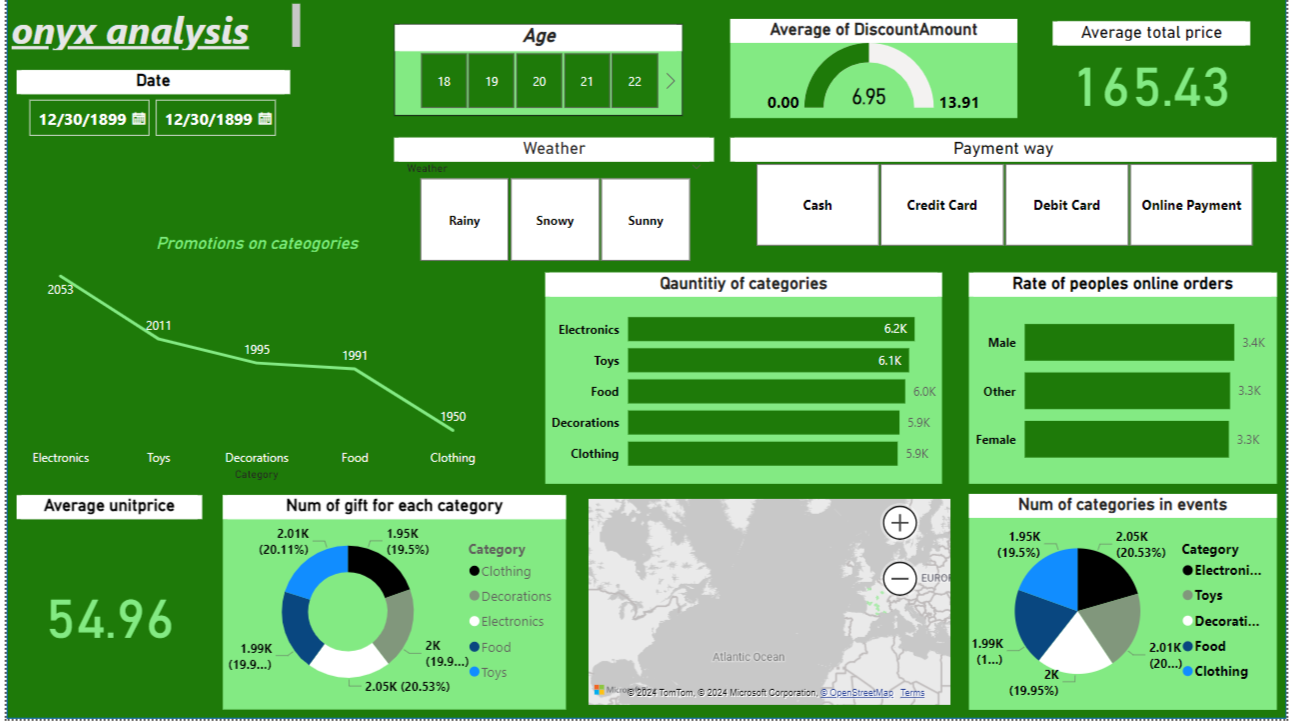 onyx analysis
Date
12/30/1899 12/30/1899
Age
18 19 20 21 22
Average of DiscountAmount
0.00 6.95 13.91
Average total price
165.43
Weather
Weather
Rainy Snowy Sunny
Payment way
Cash Credit Card Debit Card Online Payment
Promotions on cateogories
2053
2011
1995
1991
1950
Electronics Toys Decorations Food Clothing
Category
Qauntitiy of categories
Electronics 6.2K
Toys 6.1K
Food 6.0K
Decorations 5.9K
Clothing 5.9K
Rate of peoples online orders
Male 3.4K
Other 3.3K
Female 3.3K
Average unitprice
54.96
Num of gift for each category
2.01K
(20.11%)
1.95K
(19.5%)
1.99K
(19.9...)
2K
(19.9...)
2.05K (20.53%)
Category
Clothing
Decorations
Electronics
Food
Toys
EURO
Atlantic Ocean
© 2024 TomTom, © 2024 Microsoft Corporation, © OpenStreetMap Terms
Num of categories in events
1.95K
(19.5%)
2.05K
(20.53%)
1.99K
(1...)
2.01K
(20...)
2K
(19.95%)
Category
Electroni...
Toys
Decorati...
Food
Clothing